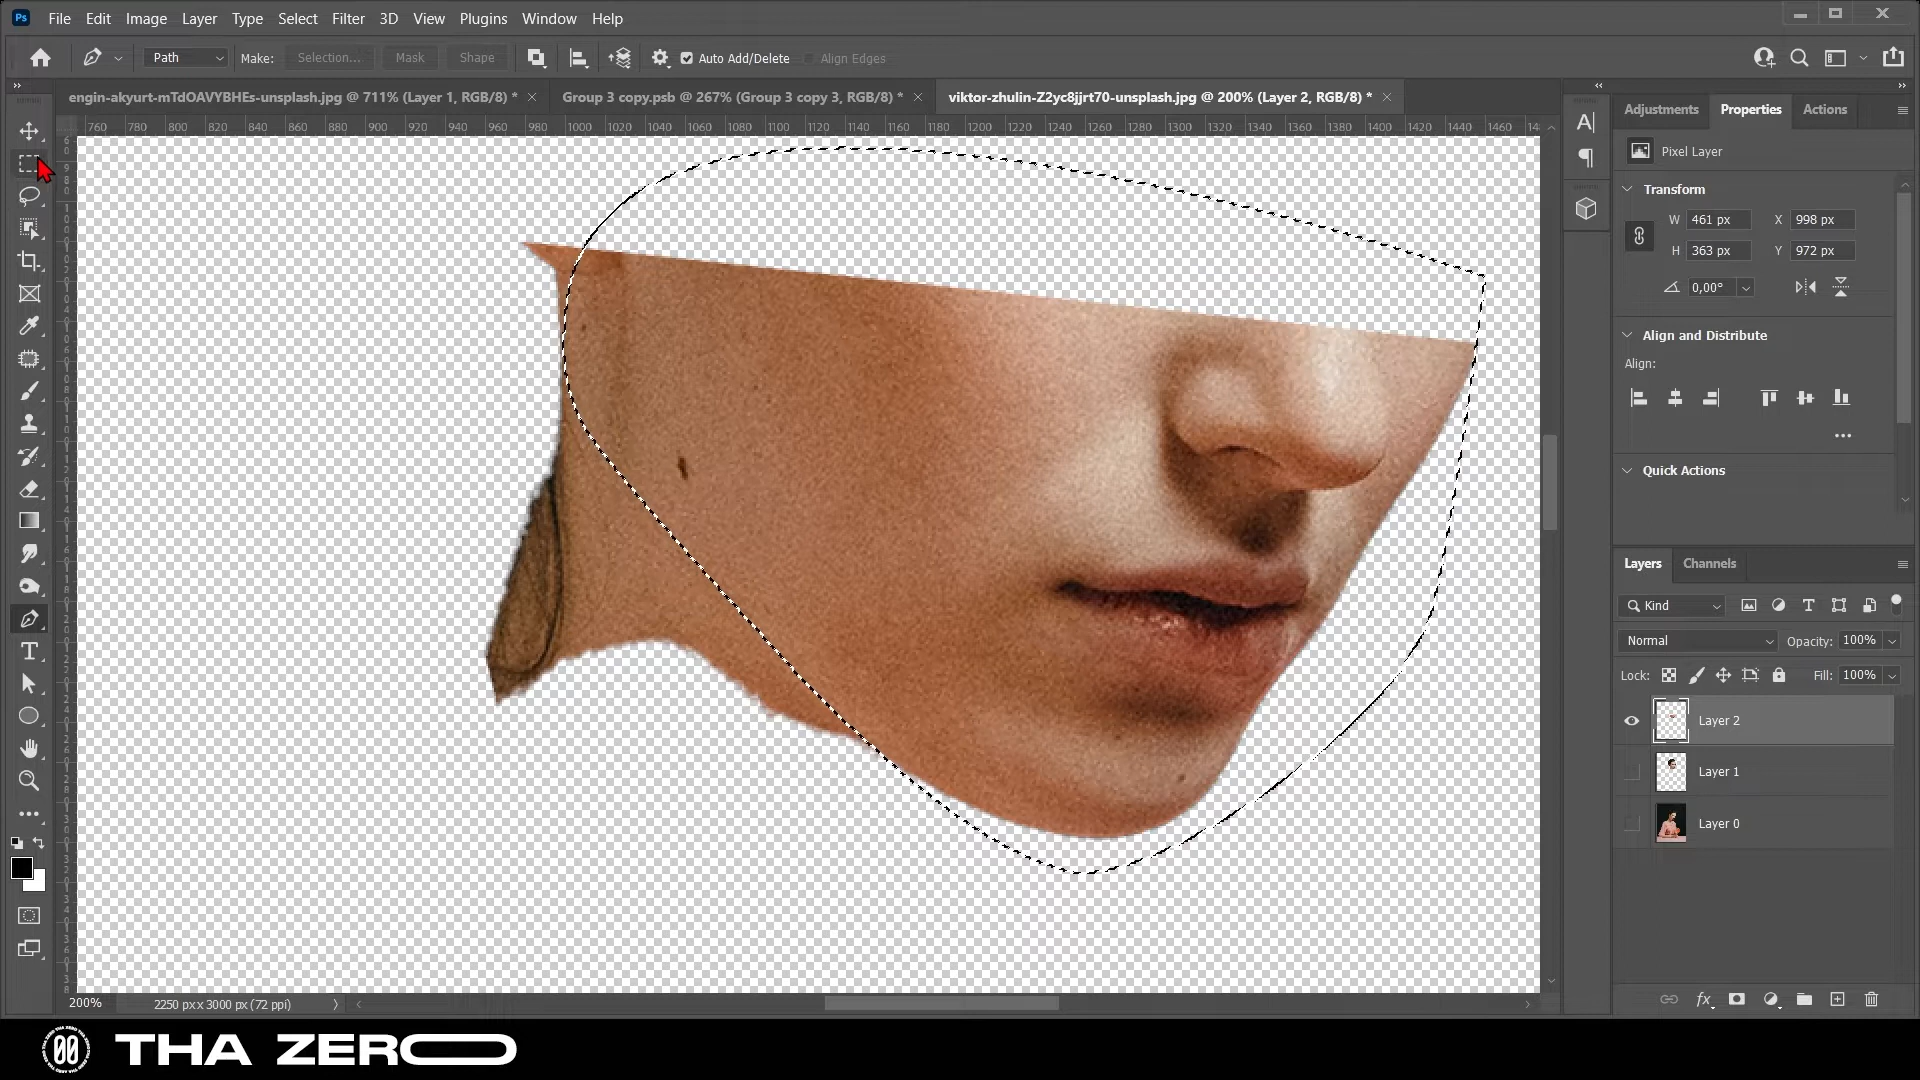 Ps File Edit Image Layer Type Select Filter 3D View Plugins Window Help
Path Make: Selection... Mask Shape Auto Add/Delete Align Edges
engin-akyurt-mTdOAVYBHEs-unsplash.jpg @ 711% (Layer 1, RGB/8) * Group 3 copy.psb @ 267% (Group 3 copy 3, RGB/8) * viktor-zhulin-Z2yc8jjrt70-unsplash.jpg @ 200% (Layer 2, RGB/8) *
760 780 800 820 840 860 880 900 920 940 960 980 1000 1020 1040 1060 1080 1100 1120 1140 1160 1180 1200 1220 1240 1260 1280 1300 1320 1340 1360 1380 1400 1420 1440 1460
Adjustments Properties Actions
Pixel Layer
Transform
W 461 px X 998 px
H 363 px Y 972 px
0,00°
Align and Distribute
Align:
Quick Actions
Layers Channels
Kind
Normal Opacity: 100%
Lock: Fill: 100%
Layer 2
Layer 1
Layer 0
fx
200% 2250 px x 3000 px (72 ppi)
00 THA ZERO